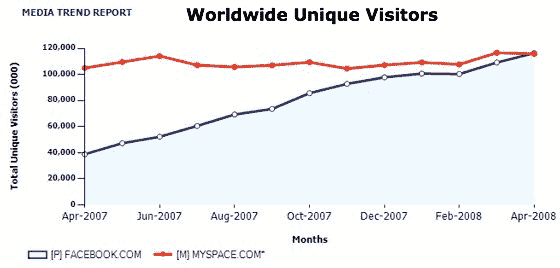 MEDIA TREND REPORT
Worldwide Unique Visitors
Total Unique Visitors (000)
120,000
100,000
80,000
60,000
40,000
20,000
0
Apr-2007 Jun-2007 Aug-2007 Oct-2007 Dec-2007 Feb-2008 Apr-2008
Months
[P] FACEBOOK.COM [M] MYSPACE.COM*